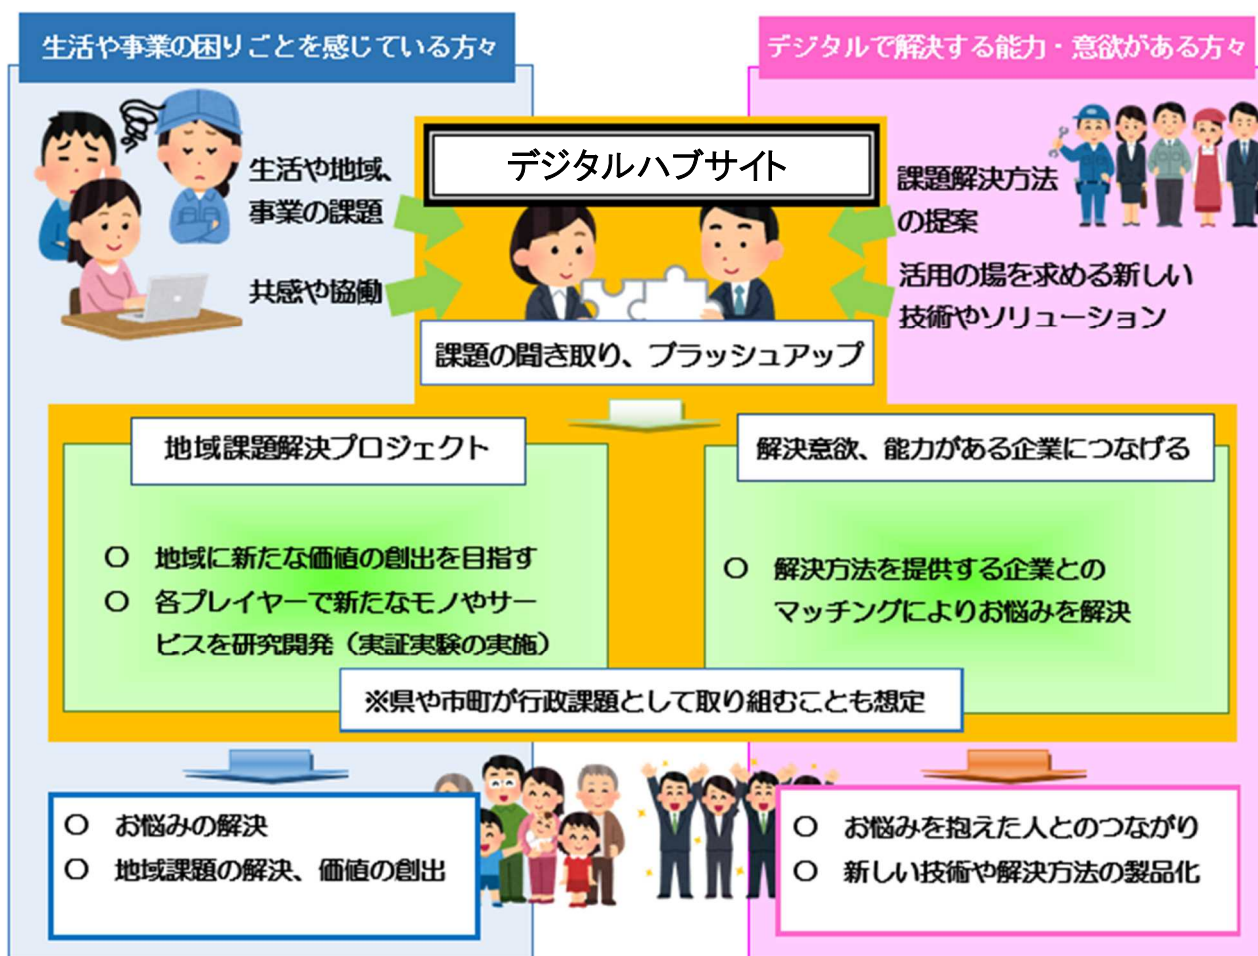 生活や事業の困りごとを感じている方々
デジタルで解決する能力・意欲がある方々
デジタルハブサイト
生活や地域、
事業の課題
共感や協働
課題解決方法
の提案
活用の場を求める新しい
技術やソリューション
課題の聞き取り、ブラッシュアップ
地域課題解決プロジェクト
〇 地域に新たな価値の創出を目指す
〇 各プレイヤーで新たなモノやサー
ビスを研究開発（実証実験の実施）
解決意欲、能力がある企業につなげる
〇 解決方法を提供する企業との
マッチングによりお悩みを解決
※県や市町が行政課題として取り組むことも想定
〇 お悩みの解決
〇 地域課題の解決、価値の創出
〇 お悩みを抱えた人とのつながり
〇 新しい技術や解決方法の製品化